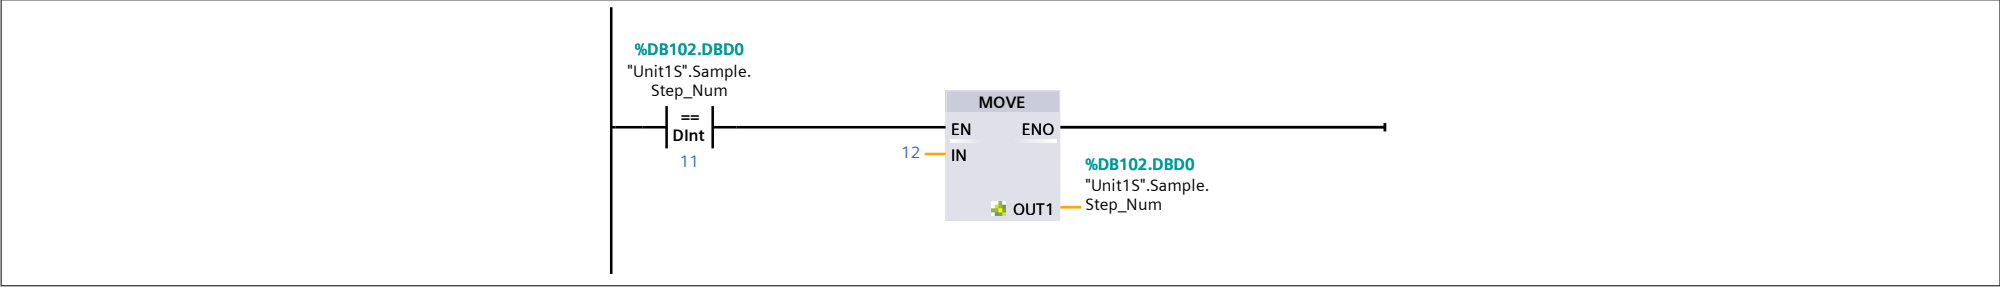 %DB102.DBD0
"Unit1S".Sample.
Step_Num
==
DInt
11
MOVE
EN ENO
12 IN
%DB102.DBD0
"Unit1S".Sample.
OUT1 Step_Num